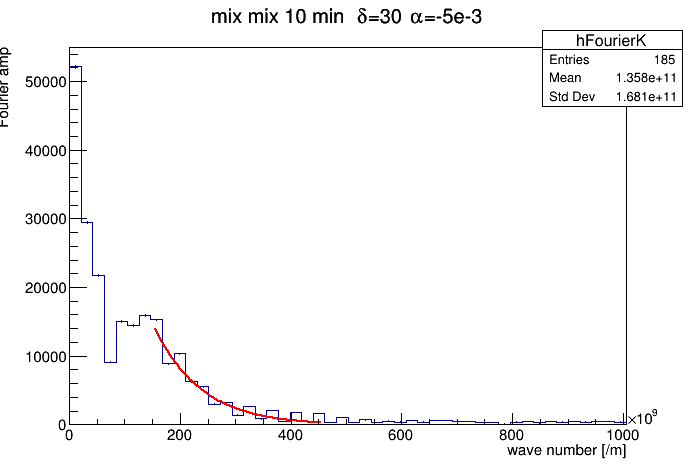 mix mix 10 min δ=30 α=-5e-3
hFourierK
Entries 185
Mean 1.358e+11
Std Dev 1.681e+11
Fourier amp
50000
40000
30000
20000
10000
0
0 200 400 600 800 1000
×10⁹
wave number [/m]